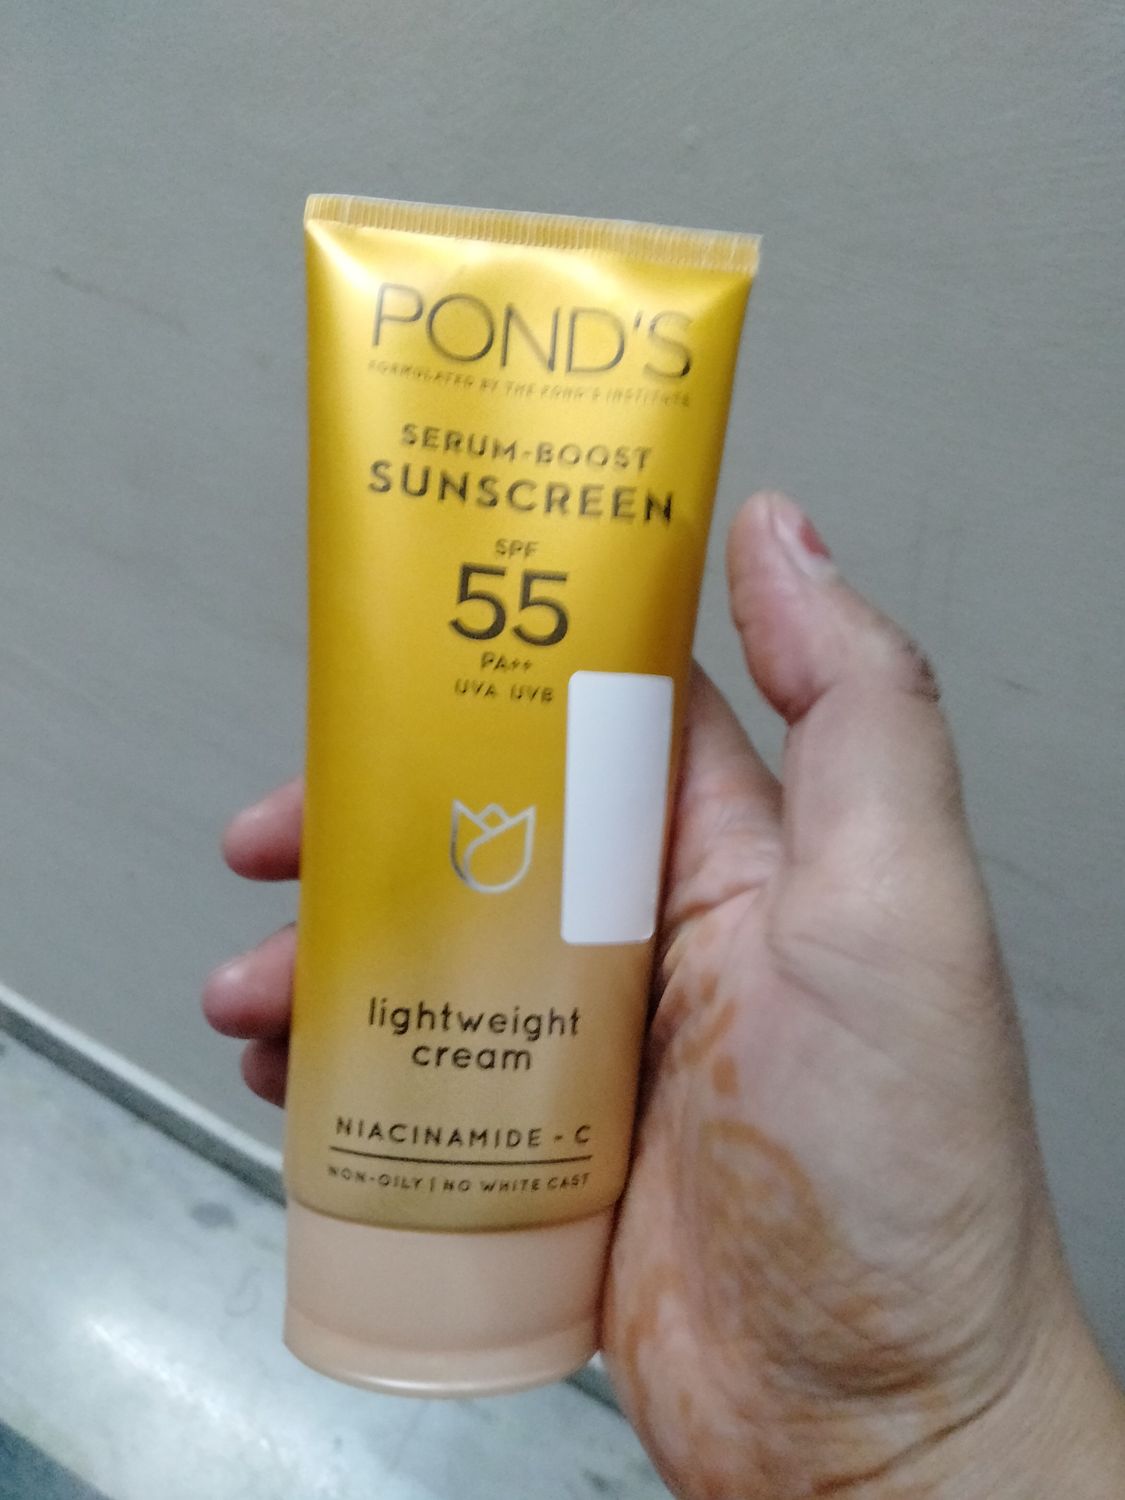 POND'S
FORMULATED BY THE POND'S INSTITUTE
SERUM-BOOST
SUNSCREEN
SPF
55
PA++
UVA UVB
lightweight
cream
NIACINAMIDE - C
NON-OILY | NO WHITE CAST